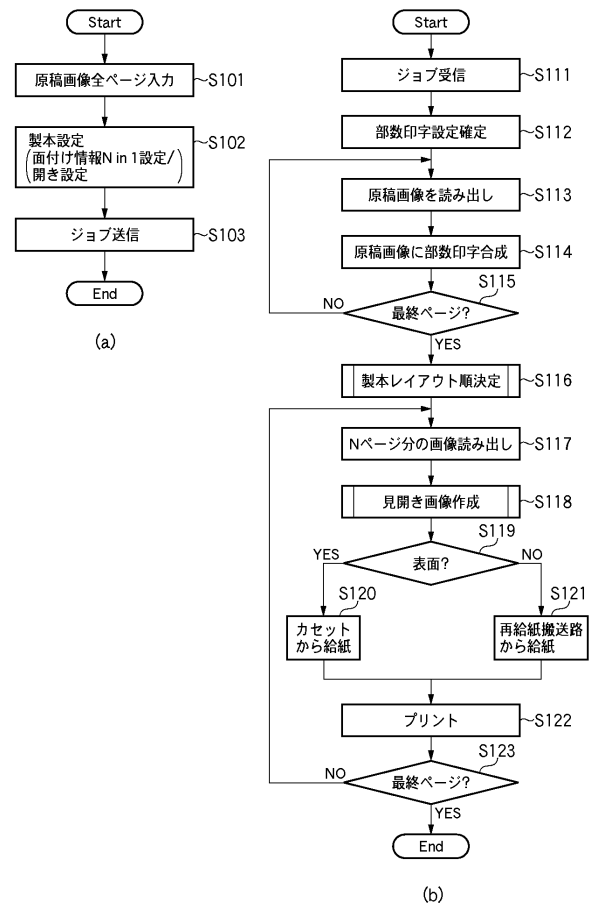 Start
原稿画像全ページ入力
S101
製本設定
(面付け情報N in 1設定/
開き設定)
S102
ジョブ送信
S103
End
(a)
Start
ジョブ受信
S111
部数印字設定確定
S112
原稿画像を読み出し
S113
原稿画像に部数印字合成
S114
S115
NO
最終ページ?
YES
製本レイアウト順決定
S116
Nページ分の画像読み出し
S117
見開き画像作成
S118
S119
YES
表面?
NO
S120
カセット
から給紙
S121
再給紙搬送路
から給紙
プリント
S122
S123
NO
最終ページ?
YES
End
(b)